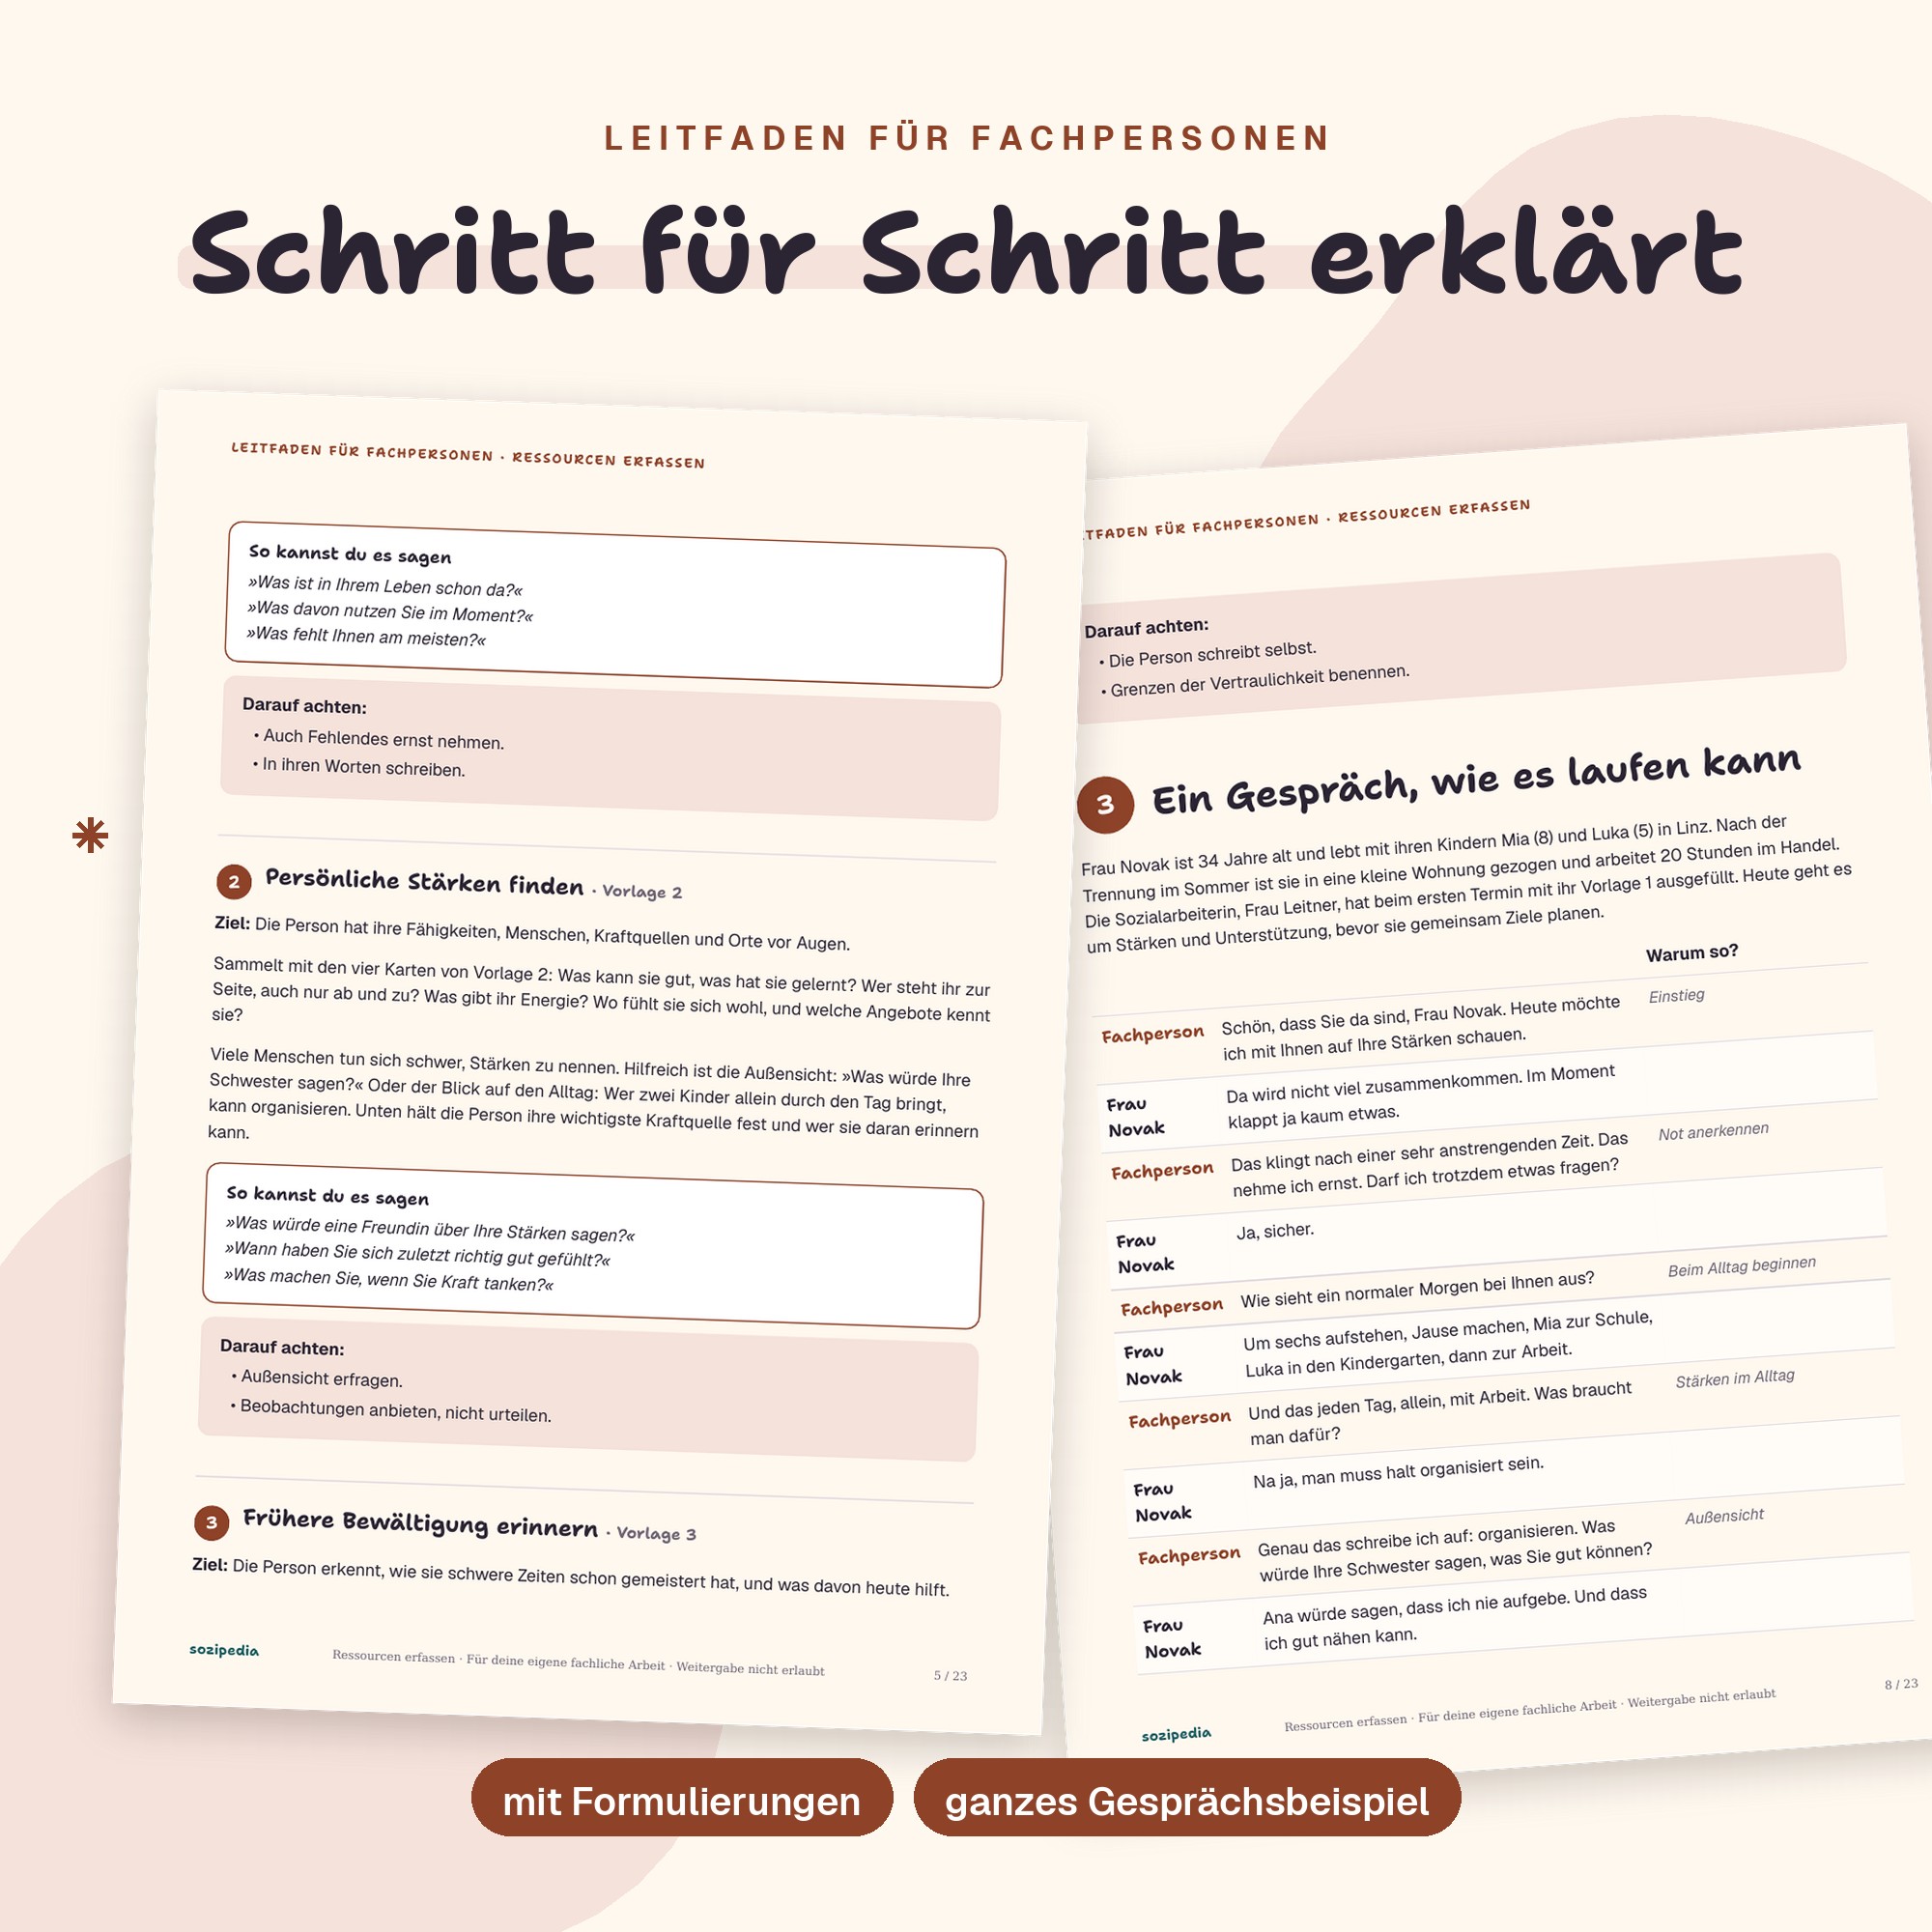 LEITFADEN FÜR FACHPERSONEN
Schritt für Schritt erklärt
LEITFADEN FÜR FACHPERSONEN · RESSOURCEN ERFASSEN
So kannst du es sagen
»Was ist in Ihrem Leben schon da?«
»Was davon nutzen Sie im Moment?«
»Was fehlt Ihnen am meisten?«
Darauf achten:
• Auch Fehlendes ernst nehmen.
• In ihren Worten schreiben.
2 Persönliche Stärken finden · Vorlage 2
Ziel: Die Person hat ihre Fähigkeiten, Menschen, Kraftquellen und Orte vor Augen.
Sammelt mit den vier Karten von Vorlage 2: Was kann sie gut, was hat sie gelernt? Wer steht ihr zur
Seite, auch nur ab und zu? Was gibt ihr Energie? Wo fühlt sie sich wohl, und welche Angebote kennt
sie?
Viele Menschen tun sich schwer, Stärken zu nennen. Hilfreich ist die Außensicht: »Was würde Ihre
Schwester sagen?« Oder der Blick auf den Alltag: Wer zwei Kinder allein durch den Tag bringt,
kann organisieren. Unten hält die Person ihre wichtigste Kraftquelle fest und wer sie daran erinnern
kann.
So kannst du es sagen
»Was würde eine Freundin über Ihre Stärken sagen?«
»Wann haben Sie sich zuletzt richtig gut gefühlt?«
»Was machen Sie, wenn Sie Kraft tanken?«
Darauf achten:
• Außensicht erfragen.
• Beobachtungen anbieten, nicht urteilen.
3 Frühere Bewältigung erinnern · Vorlage 3
Ziel: Die Person erkennt, wie sie schwere Zeiten schon gemeistert hat, und was davon heute hilft.
sozipedia Ressourcen erfassen · Für deine eigene fachliche Arbeit · Weitergabe nicht erlaubt 5 / 23
TFADEN FÜR FACHPERSONEN · RESSOURCEN ERFASSEN
Darauf achten:
• Die Person schreibt selbst.
• Grenzen der Vertraulichkeit benennen.
3 Ein Gespräch, wie es laufen kann
Frau Novak ist 34 Jahre alt und lebt mit ihren Kindern Mia (8) und Luka (5) in Linz. Nach der
Trennung im Sommer ist sie in eine kleine Wohnung gezogen und arbeitet 20 Stunden im Handel.
Die Sozialarbeiterin, Frau Leitner, hat beim ersten Termin mit ihr Vorlage 1 ausgefüllt. Heute geht es
um Stärken und Unterstützung, bevor sie gemeinsam Ziele planen.
Warum so?
Fachperson Schön, dass Sie da sind, Frau Novak. Heute möchte Einstieg
ich mit Ihnen auf Ihre Stärken schauen.
Frau Da wird nicht viel zusammenkommen. Im Moment
Novak klappt ja kaum etwas.
Fachperson Das klingt nach einer sehr anstrengenden Zeit. Das Not anerkennen
nehme ich ernst. Darf ich trotzdem etwas fragen?
Frau Ja, sicher.
Novak
Fachperson Wie sieht ein normaler Morgen bei Ihnen aus? Beim Alltag beginnen
Frau Um sechs aufstehen, Jause machen, Mia zur Schule,
Novak Luka in den Kindergarten, dann zur Arbeit.
Fachperson Und das jeden Tag, allein, mit Arbeit. Was braucht Stärken im Alltag
man dafür?
Frau Na ja, man muss halt organisiert sein.
Novak
Fachperson Genau das schreibe ich auf: organisieren. Was Außensicht
würde Ihre Schwester sagen, was Sie gut können?
Frau Ana würde sagen, dass ich nie aufgebe. Und dass
Novak ich gut nähen kann.
sozipedia Ressourcen erfassen · Für deine eigene fachliche Arbeit · Weitergabe nicht erlaubt 8 / 23
mit Formulierungen
ganzes Gesprächsbeispiel